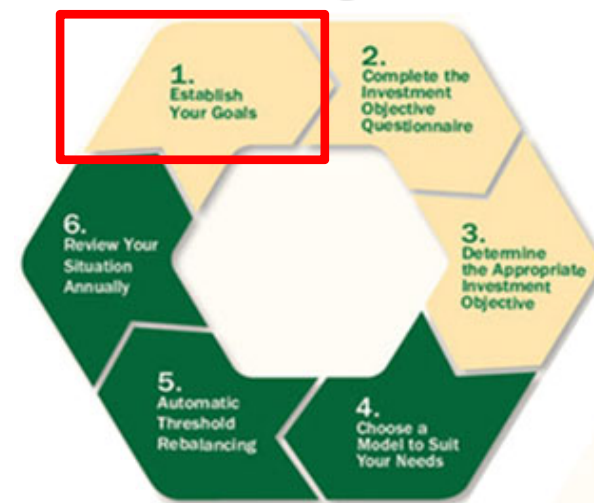 1.
Establish
Your Goals
2.
Complete the
Investment
Objective
Questionnaire
3.
Determine
the Appropriate
Investment
Objective
4.
Choose a
Model to Suit
Your Needs
5.
Automatic
Threshold
Rebalancing
6.
Review Your
Situation
Annually